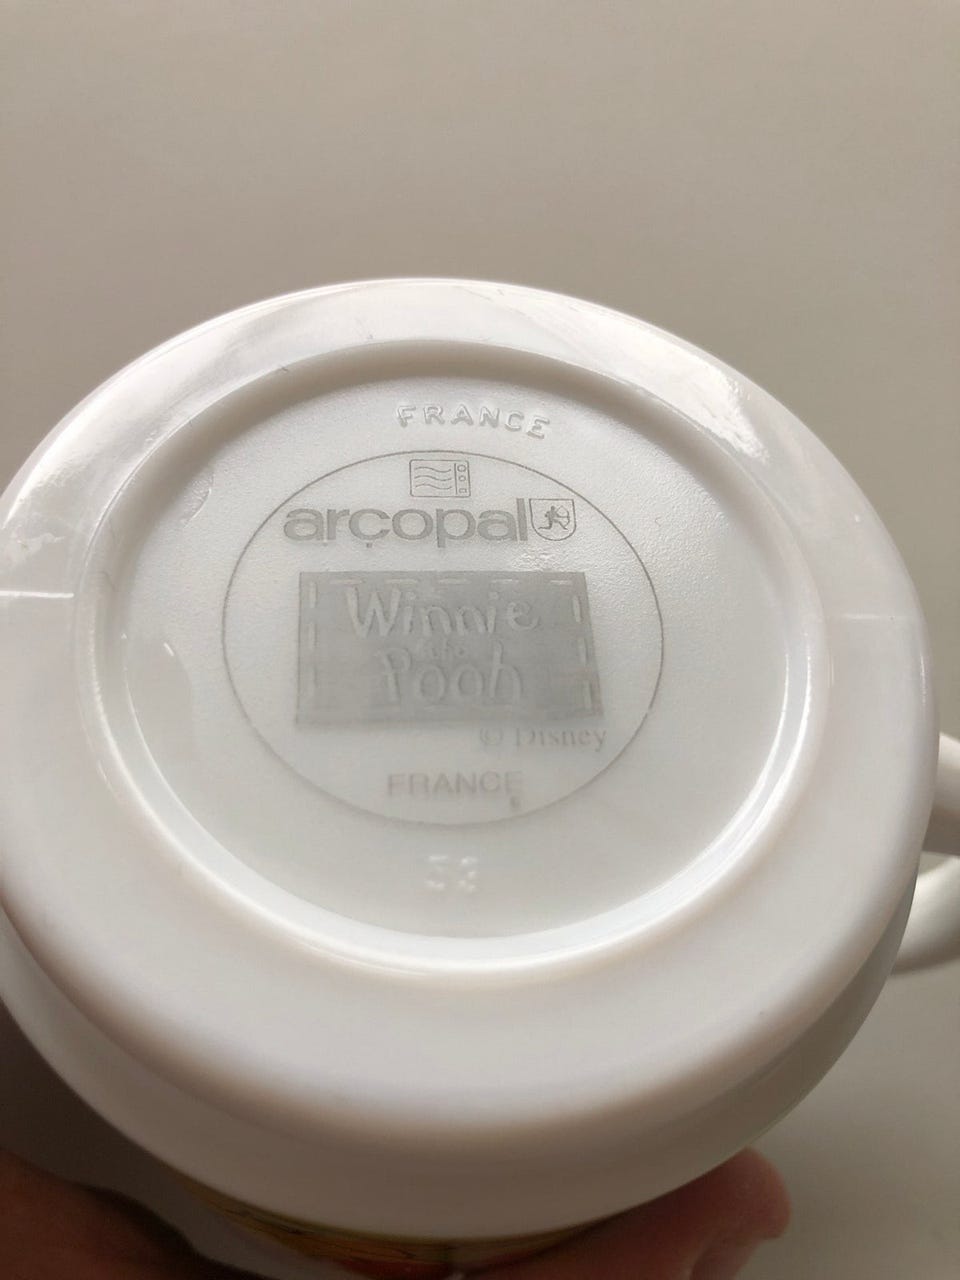 FRANCE
arcopal
Winnie
the
Pooh
© Disney
FRANCE